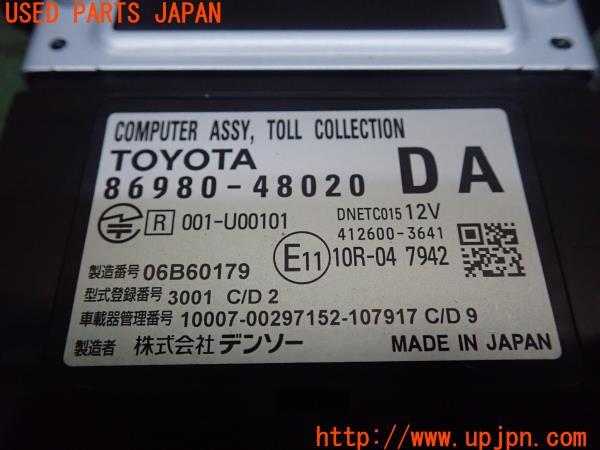 USED PARTS JAPAN
COMPUTER ASSY, TOLL COLLECTION
TOYOTA
86980-48020 DA
R 001-U00101
DNETC015 12V
412600-3641
E11 10R-04 7942
製造番号 06B60179
型式登録番号 3001 C/D 2
車載器管理番号 10007-00297152-107917 C/D 9
製造者 株式会社 デンソー MADE IN JAPAN
http://www.upjpn.com/